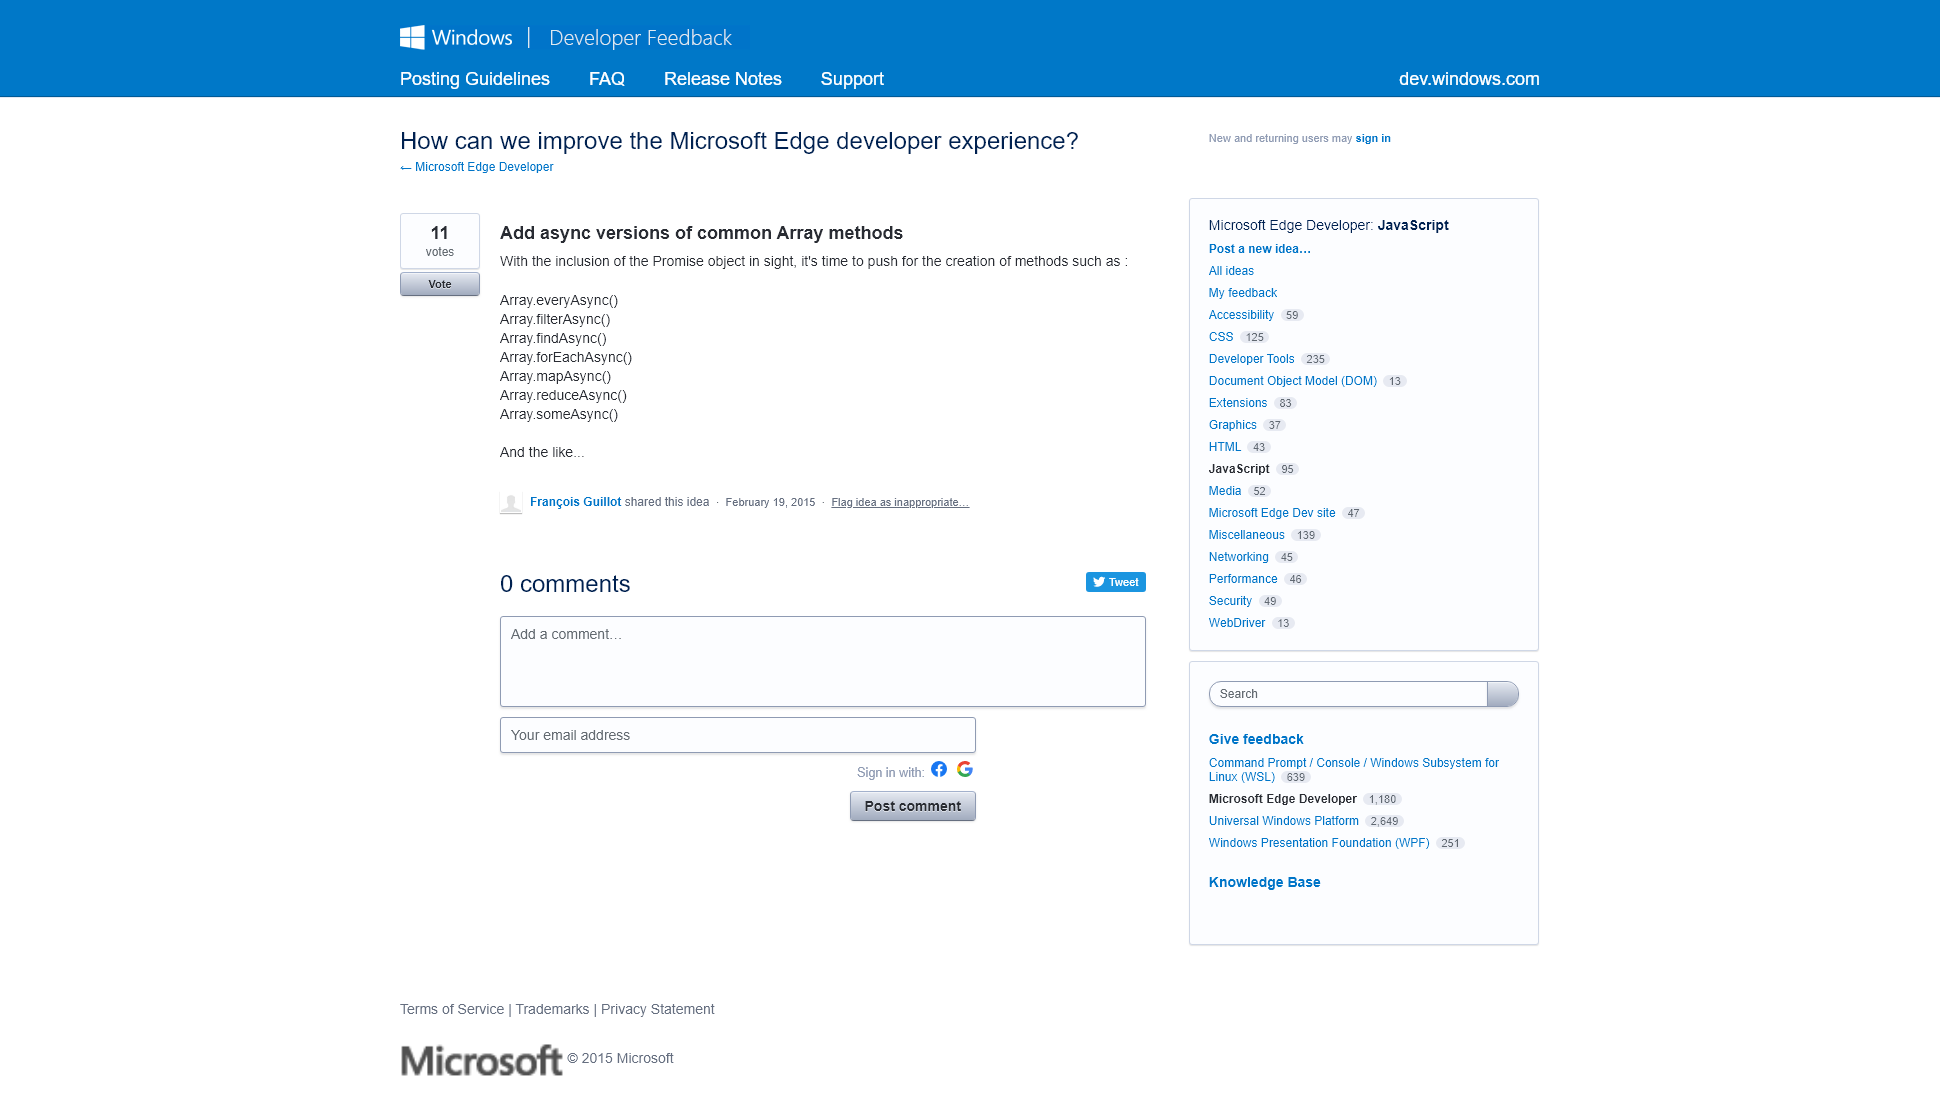 Windows | Developer Feedback
Posting Guidelines FAQ Release Notes Support dev.windows.com
How can we improve the Microsoft Edge developer experience?
← Microsoft Edge Developer
New and returning users may sign in
11
votes
Vote
Add async versions of common Array methods
With the inclusion of the Promise object in sight, it's time to push for the creation of methods such as :
Array.everyAsync()
Array.filterAsync()
Array.findAsync()
Array.forEachAsync()
Array.mapAsync()
Array.reduceAsync()
Array.someAsync()
And the like...
François Guillot shared this idea · February 19, 2015 · Flag idea as inappropriate…
0 comments
Tweet
Add a comment…
Your email address
Sign in with:
Post comment
Microsoft Edge Developer: JavaScript
Post a new idea…
All ideas
My feedback
Accessibility 59
CSS 125
Developer Tools 235
Document Object Model (DOM) 13
Extensions 83
Graphics 37
HTML 43
JavaScript 95
Media 52
Microsoft Edge Dev site 47
Miscellaneous 139
Networking 45
Performance 46
Security 49
WebDriver 13
Search
Give feedback
Command Prompt / Console / Windows Subsystem for
Linux (WSL) 639
Microsoft Edge Developer 1,180
Universal Windows Platform 2,649
Windows Presentation Foundation (WPF) 251
Knowledge Base
Terms of Service | Trademarks | Privacy Statement
Microsoft © 2015 Microsoft